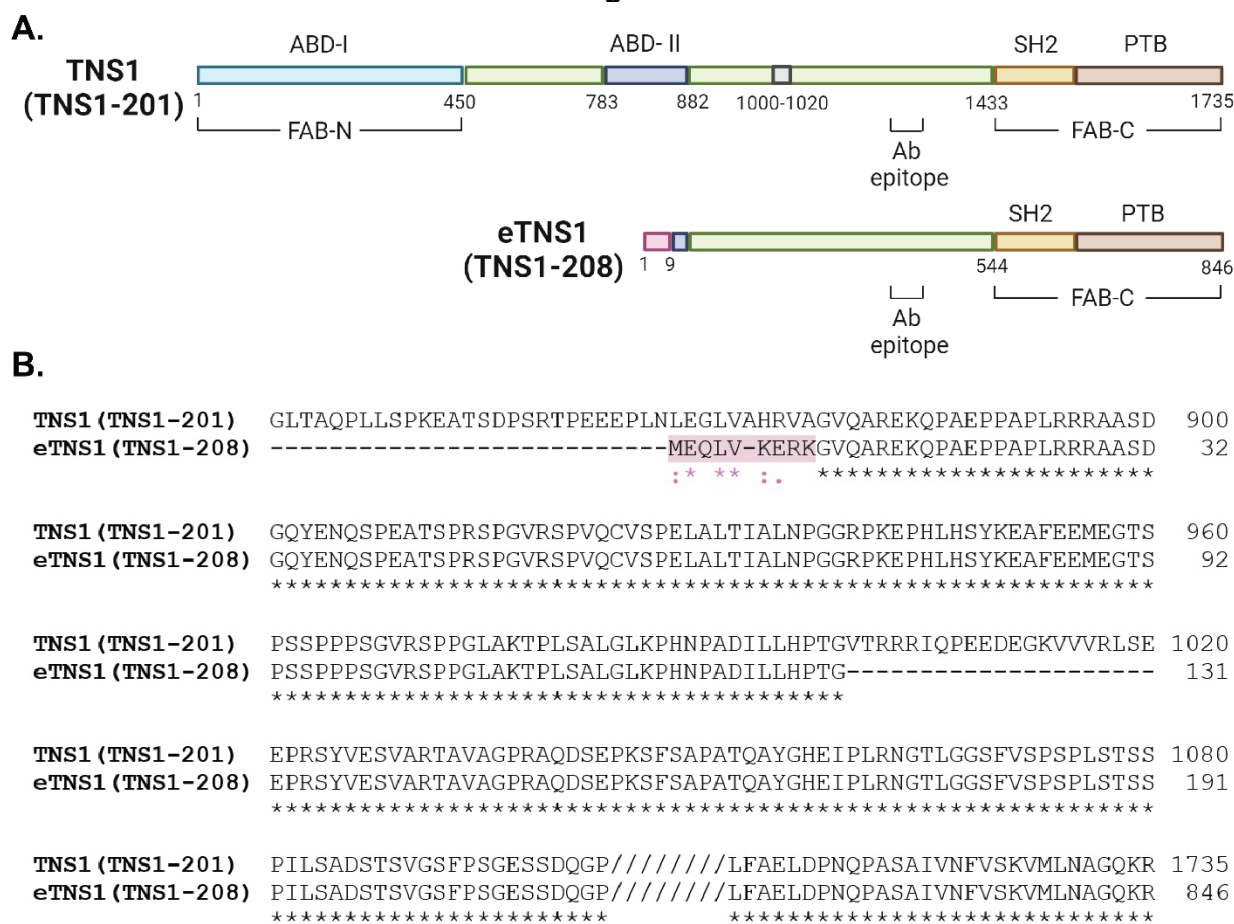 A.
ABD-I ABD- II SH2 PTB
TNS1
(TNS1-201)
1 450 783 882 1000-1020 1433 1735
FAB-N FAB-C
Ab
epitope
SH2 PTB
eTNS1
(TNS1-208)
1 9 544 846
FAB-C
Ab
epitope
B.
TNS1(TNS1-201) GLTAQPLLSPKEATSDPSRTPEEEPLNLEGLVAHRVAGVQAREKQPAEPPAPLRRRAASD 900
eTNS1(TNS1-208) ---------------------------MEQLV-KERKGVQAREKQPAEPPAPLRRRAASD 32
:* ** :. ***********************
TNS1(TNS1-201) GQYENQSPEATSPRSPGVRSPVQCVSPELALTIALNPGGRPKEPHLHSYKEAFEEMEGTS 960
eTNS1(TNS1-208) GQYENQSPEATSPRSPGVRSPVQCVSPELALTIALNPGGRPKEPHLHSYKEAFEEMEGTS 92
************************************************************
TNS1(TNS1-201) PSSPPPSGVRSPPGLAKTPLSALGLKPHNPADILLHPTGVTRRRIQPEEDEGKVVVRLSE 1020
eTNS1(TNS1-208) PSSPPPSGVRSPPGLAKTPLSALGLKPHNPADILLHPTG--------------------- 131
***************************************
TNS1(TNS1-201) EPRSYVESVARTAVAGPRAQDSEPKSFSAPATQAYGHEIPLRNGTLGGSFVSPSPLSTSS 1080
eTNS1(TNS1-208) EPRSYVESVARTAVAGPRAQDSEPKSFSAPATQAYGHEIPLRNGTLGGSFVSPSPLSTSS 191
************************************************************
TNS1(TNS1-201) PILSADSTSVGSFPSGESSDQGP////////LFAELDPNQPASAIVNFVSKVMLNAGQKR 1735
eTNS1(TNS1-208) PILSADSTSVGSFPSGESSDQGP////////LFAELDPNQPASAIVNFVSKVMLNAGQKR 846
*********************** *****************************